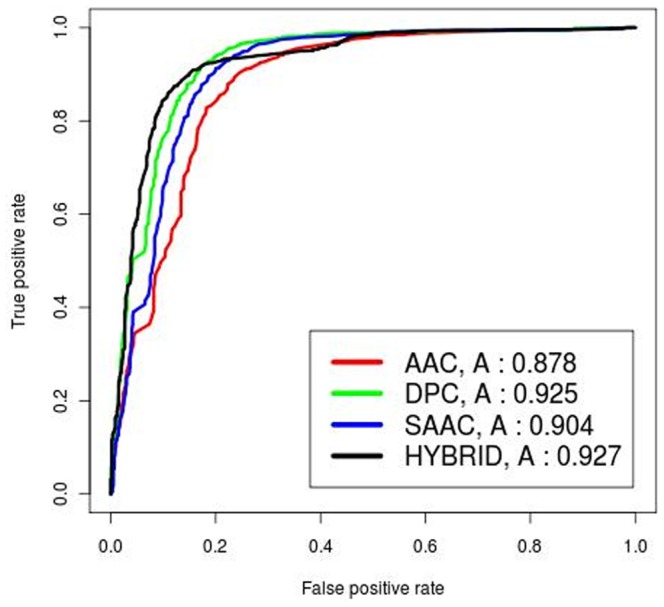 True positive rate
1.0
0.8
0.6
0.4
0.2
0.0
AAC, A : 0.878
DPC, A : 0.925
SAAC, A : 0.904
HYBRID, A : 0.927
0.0 0.2 0.4 0.6 0.8 1.0
False positive rate